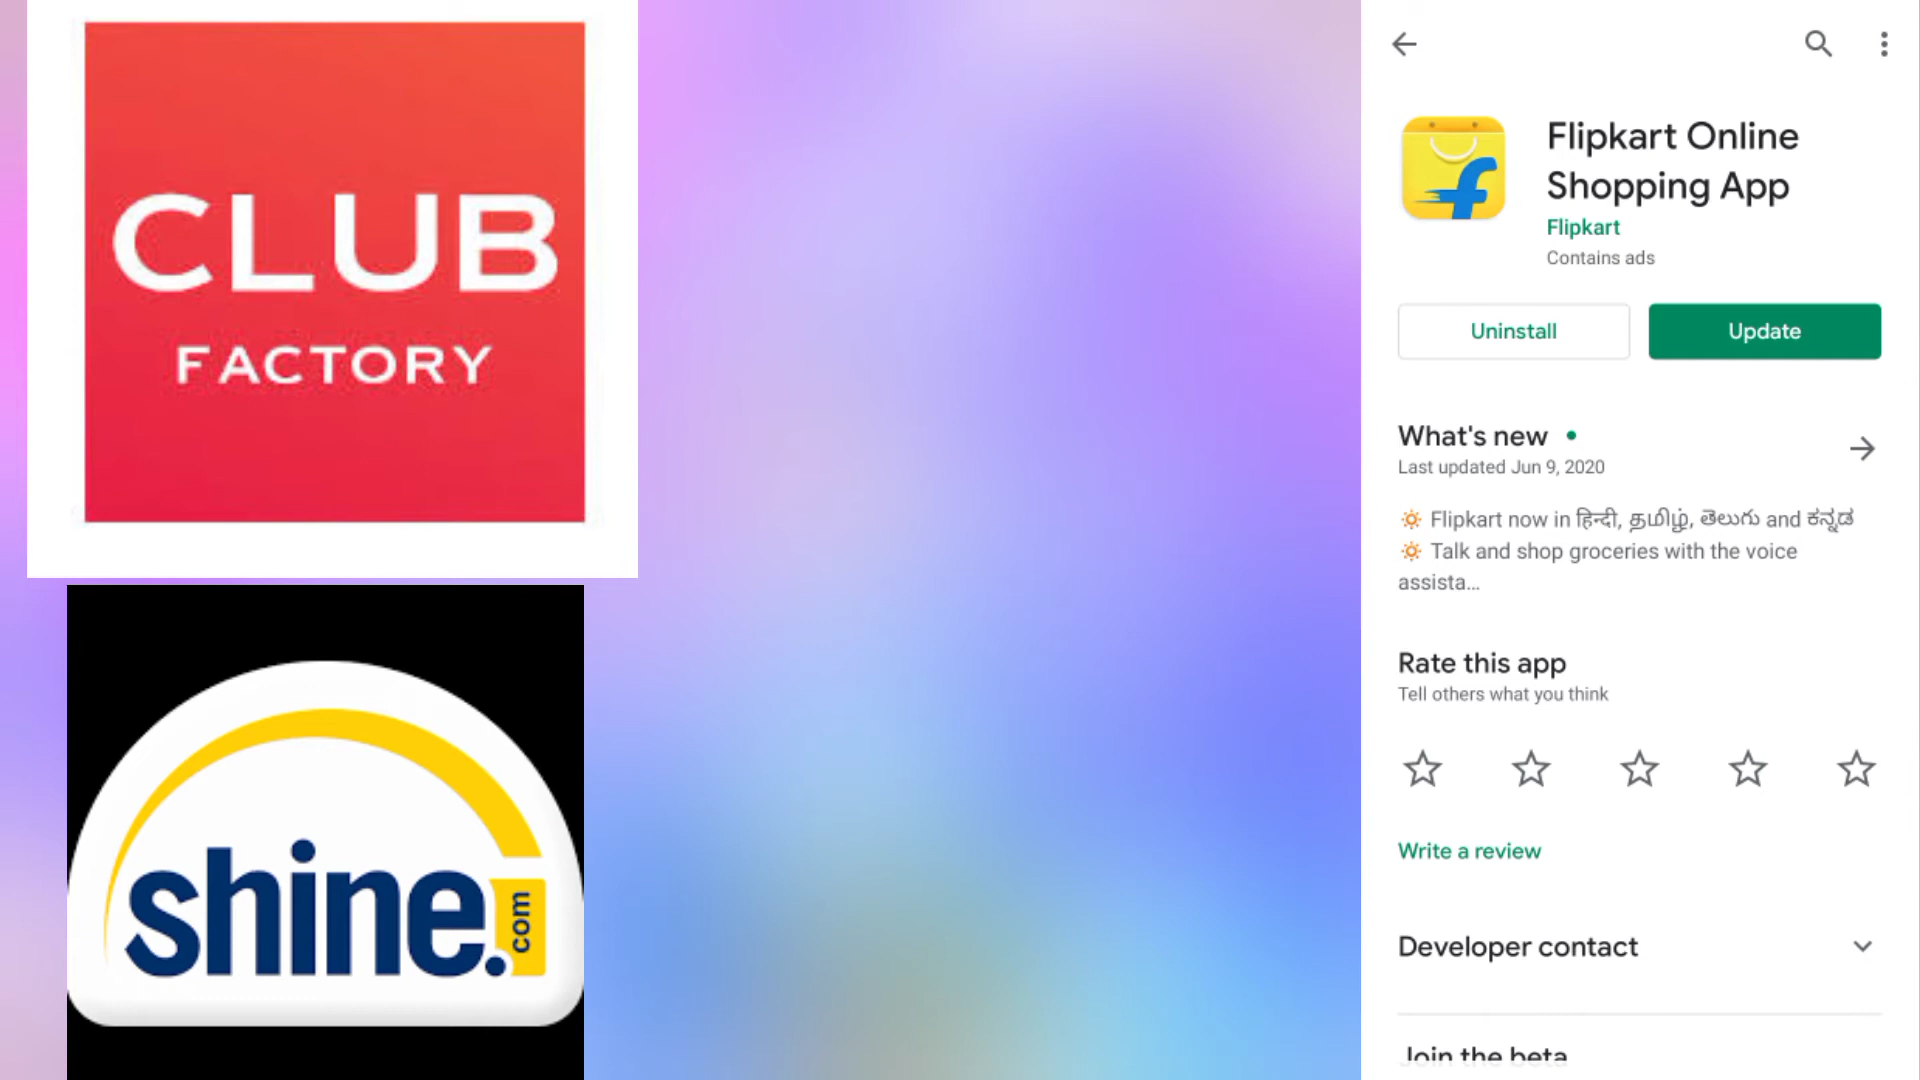 CLUB
FACTORY
shine.com
Flipkart Online
Shopping App
Flipkart
Contains ads
Uninstall
Update
What's new
Last updated Jun 9, 2020
🔅 Flipkart now in हिन्दी, தமிழ், తెలుగు and ಕನ್ನಡ
🔅 Talk and shop groceries with the voice
assista...
Rate this app
Tell others what you think
Write a review
Developer contact
Join the beta